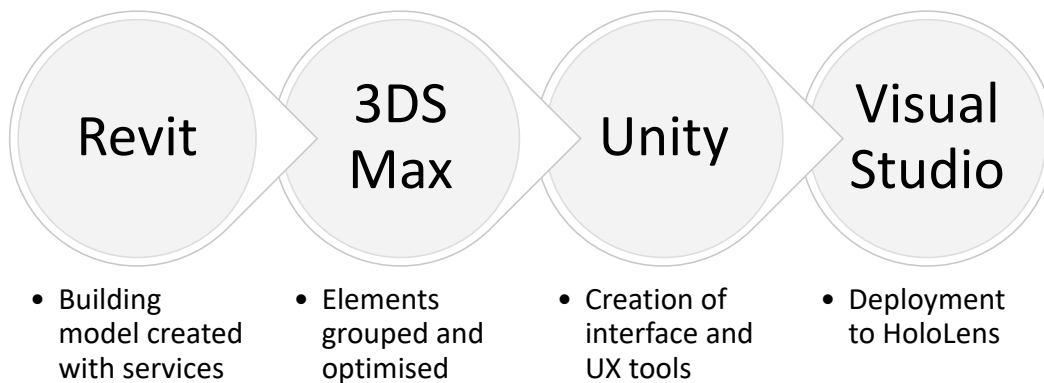 Revit
3DS
Max
Unity
Visual
Studio
• Building
model created
with services
• Elements
grouped and
optimised
• Creation of
interface and
UX tools
• Deployment
to HoloLens